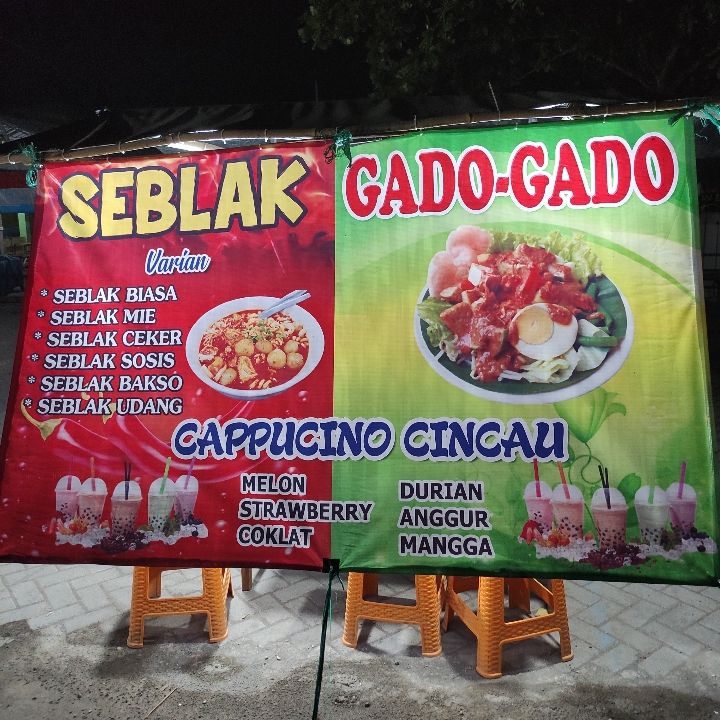 SEBLAK
Varian
* SEBLAK BIASA
* SEBLAK MIE
* SEBLAK CEKER
* SEBLAK SOSIS
* SEBLAK BAKSO
* SEBLAK UDANG
GADO-GADO
CAPPUCINO CINCAU
MELON
STRAWBERRY
COKLAT
DURIAN
ANGGUR
MANGGA